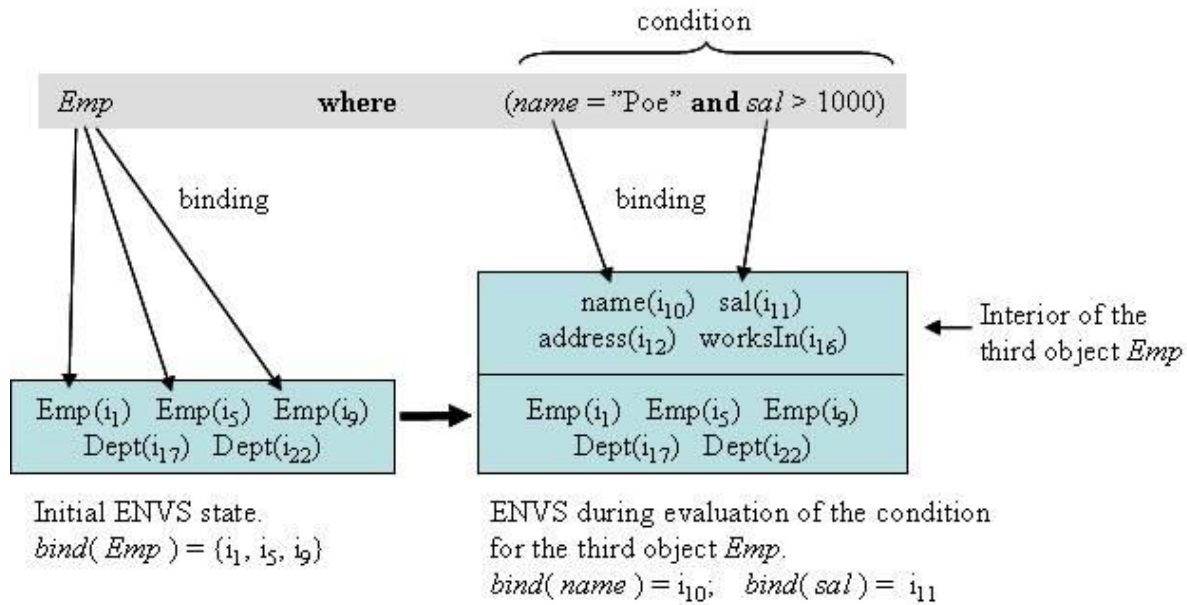 condition
Emp where (name = "Poe" and sal > 1000)
binding
binding
name(i10) sal(i11)
address(i12) worksIn(i16)
Interior of the
third object Emp
Emp(i1) Emp(i5) Emp(i9)
Dept(i17) Dept(i22)
Emp(i1) Emp(i5) Emp(i9)
Dept(i17) Dept(i22)
Initial ENVS state.
bind( Emp ) = {i1, i5, i9}
ENVS during evaluation of the condition
for the third object Emp.
bind( name ) = i10; bind( sal ) = i11